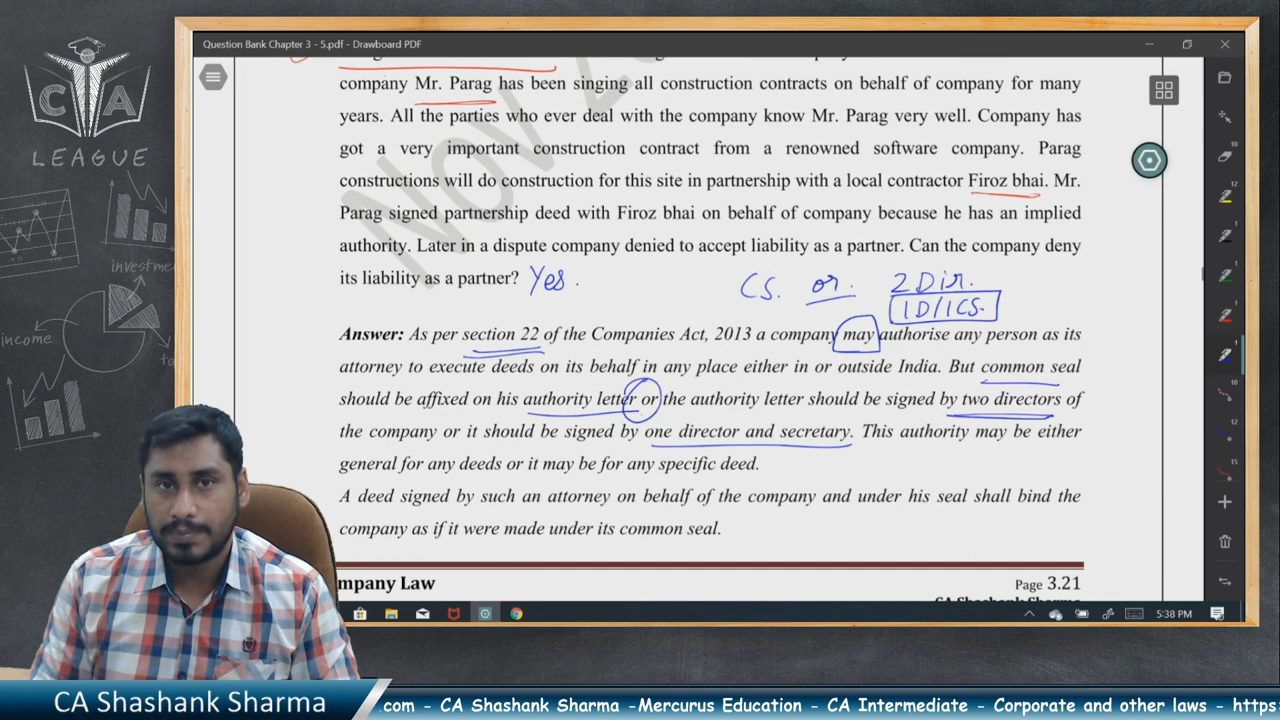 Question Bank Chapter 3 - 5.pdf - Drawboard PDF
company Mr. Parag has been singing all construction contracts on behalf of company for many
years. All the parties who ever deal with the company know Mr. Parag very well. Company has
got a very important construction contract from a renowned software company. Parag
constructions will do construction for this site in partnership with a local contractor Firoz bhai. Mr.
Parag signed partnership deed with Firoz bhai on behalf of company because he has an implied
authority. Later in a dispute company denied to accept liability as a partner. Can the company deny
its liability as a partner? Yes.
CS. or. 2 Dir.
1D/1CS.
Answer: As per section 22 of the Companies Act, 2013 a company may authorise any person as its
attorney to execute deeds on its behalf in any place either in or outside India. But common seal
should be affixed on his authority letter or the authority letter should be signed by two directors of
the company or it should be signed by one director and secretary. This authority may be either
general for any deeds or it may be for any specific deed.
A deed signed by such an attorney on behalf of the company and under his seal shall bind the
company as if it were made under its common seal.
mpany Law
Page 3.21
5:38 PM
CA
LEAGUE
investme
income
CA Shashank Sharma
.com - CA Shashank Sharma -Mercurus Education - CA Intermediate - Corporate and other laws - https